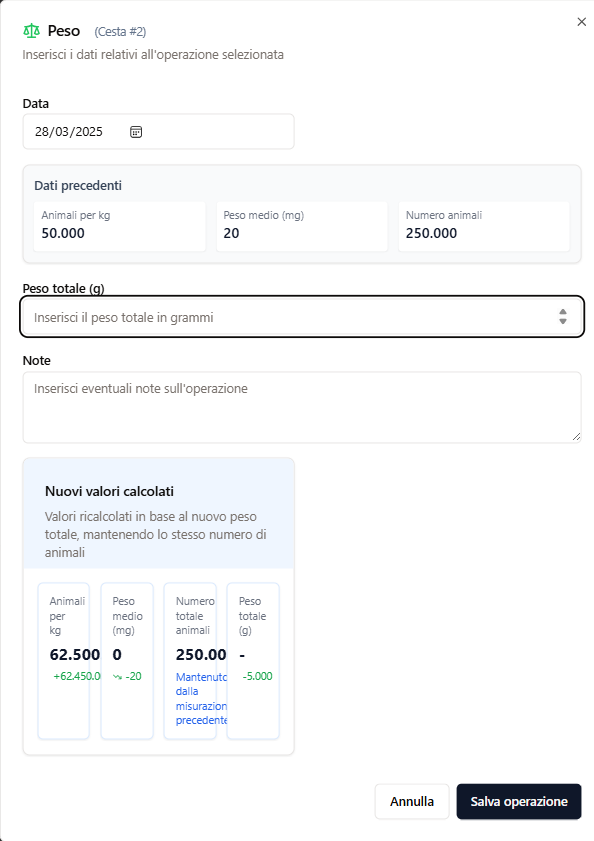 Peso (Cesta #2)
Inserisci i dati relativi all'operazione selezionata
Data
28/03/2025
Dati precedenti
Animali per kg
50.000
Peso medio (mg)
20
Numero animali
250.000
Peso totale (g)
Inserisci il peso totale in grammi
Note
Inserisci eventuali note sull'operazione
Nuovi valori calcolati
Valori ricalcolati in base al nuovo peso
totale, mantenendo lo stesso numero di
animali
Animali
per
kg
62.500
+62.450.0
Peso
medio
(mg)
0
-20
Numero
totale
animali
250.00
Mantenuto
dalla
misurazion
precedente
Peso
totale
(g)
-
-5.000
Annulla
Salva operazione